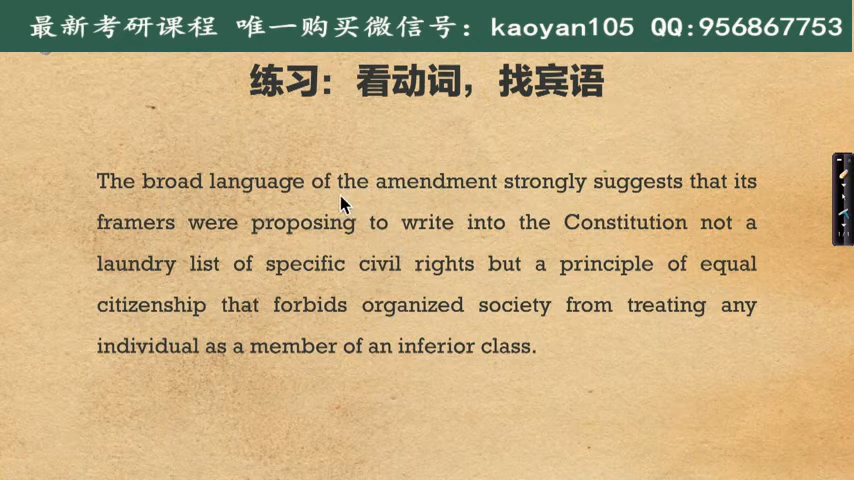 最新考研课程 唯一购买微信号：kaoyan105 QQ:956867753
练习：看动词，找宾语
The broad language of the amendment strongly suggests that its
framers were proposing to write into the Constitution not a
laundry list of specific civil rights but a principle of equal
citizenship that forbids organized society from treating any
individual as a member of an inferior class.